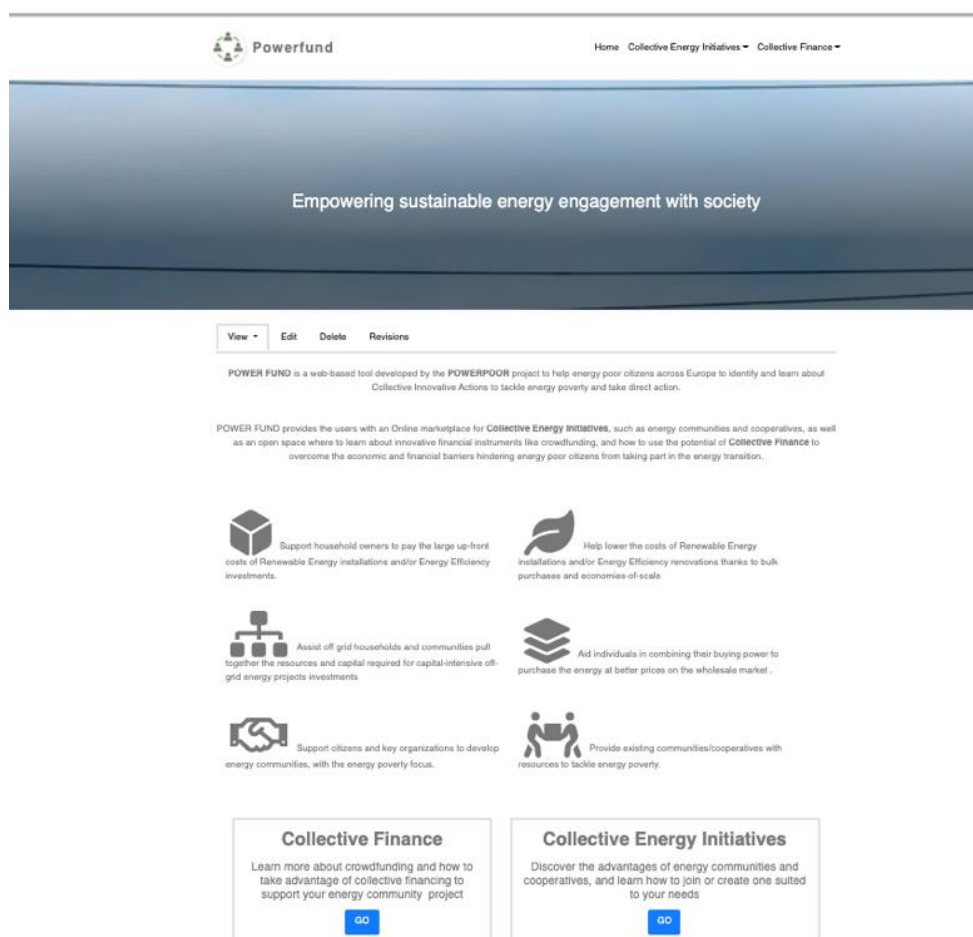 Powerfund
Home Collective Energy Initiatives Collective Finance
Empowering sustainable energy engagement with society
View Edit Delete Revisions
POWER FUND is a web-based tool developed by the POWERPOOR project to help energy poor citizens across Europe to identify and learn about
Collective Innovative Actions to tackle energy poverty and take direct action.
POWER FUND provides the users with an Online marketplace for Collective Energy Initiatives, such as energy communities and cooperatives, as well
as an open space where to learn about innovative financial instruments like crowdfunding, and how to use the potential of Collective Finance to
overcome the economic and financial barriers hindering energy poor citizens from taking part in the energy transition.
Support household owners to pay the large up-front
costs of Renewable Energy installations and/or Energy Efficiency
investments.
Help lower the costs of Renewable Energy
installations and/or Energy Efficiency renovations thanks to bulk
purchases and economies-of-scale
Assist off grid households and communities pull
together the resources and capital required for capital-intensive off-
grid energy projects investments
Aid individuals in combining their buying power to
purchase the energy at better prices on the wholesale market .
Support citizens and key organizations to develop
energy communities, with the energy poverty focus.
Provide existing communities/cooperatives with
resources to tackle energy poverty.
Collective Finance
Learn more about crowdfunding and how to
take advantage of collective financing to
support your energy community project
GO
Collective Energy Initiatives
Discover the advantages of energy communities and
cooperatives, and learn how to join or create one suited
to your needs
GO